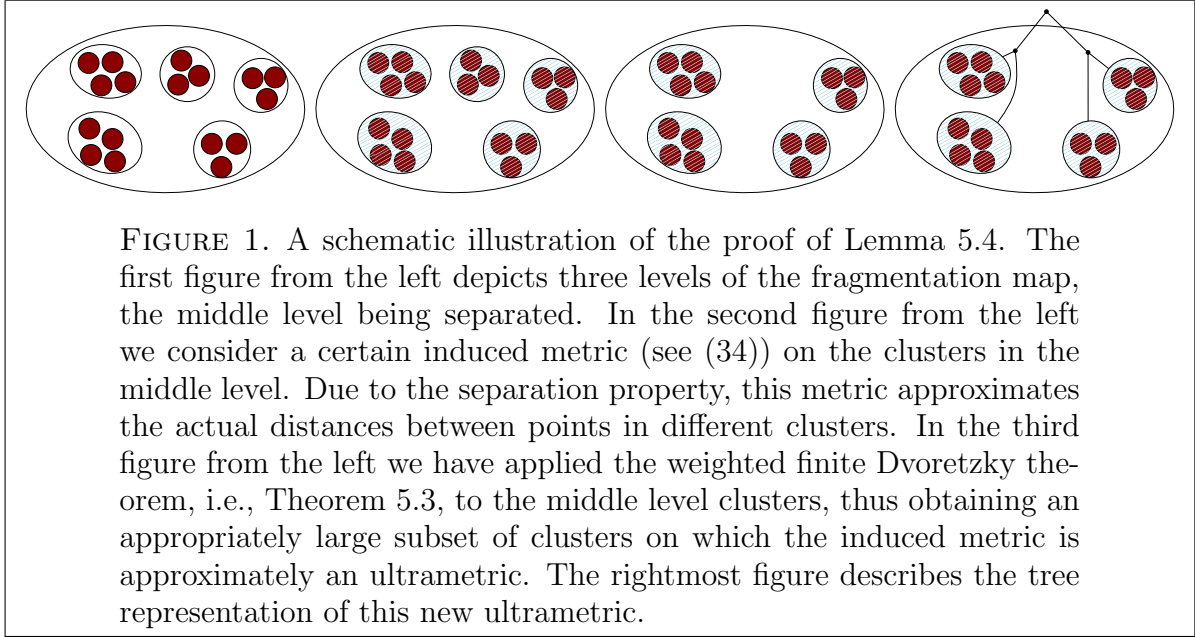 FIGURE 1. A schematic illustration of the proof of Lemma 5.4. The
first figure from the left depicts three levels of the fragmentation map,
the middle level being separated. In the second figure from the left
we consider a certain induced metric (see (34)) on the clusters in the
middle level. Due to the separation property, this metric approximates
the actual distances between points in different clusters. In the third
figure from the left we have applied the weighted finite Dvoretzky the-
orem, i.e., Theorem 5.3, to the middle level clusters, thus obtaining an
appropriately large subset of clusters on which the induced metric is
approximately an ultrametric. The rightmost figure describes the tree
representation of this new ultrametric.